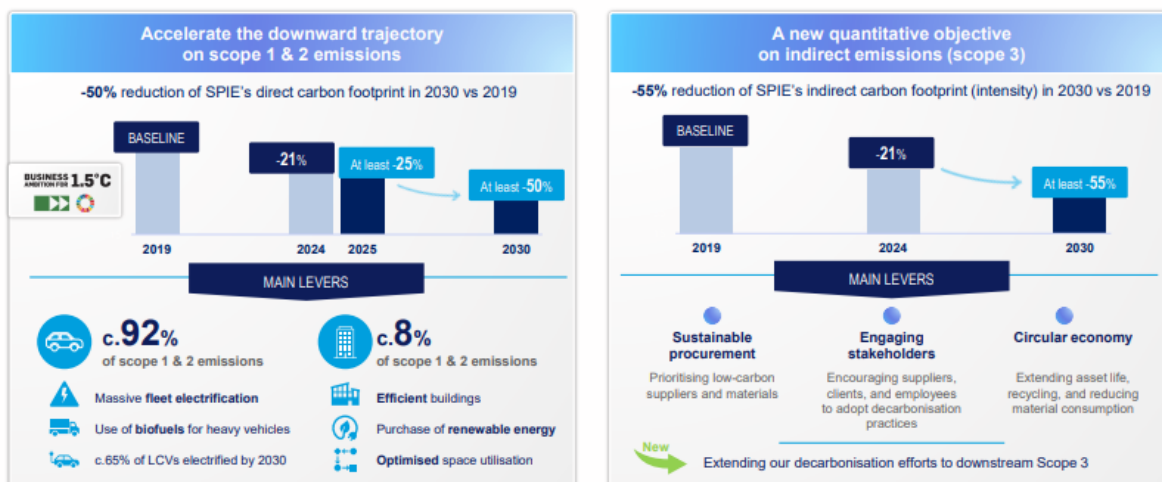 Accelerate the downward trajectory
on scope 1 & 2 emissions
-50% reduction of SPIE's direct carbon footprint in 2030 vs 2019
BASELINE
-21%
At least -25%
At least -50%
BUSINESS
AMBITION FOR 1.5°C
2019
2024
2025
2030
MAIN LEVERS
c.92%
of scope 1 & 2 emissions
Massive fleet electrification
Use of biofuels for heavy vehicles
c.65% of LCVs electrified by 2030
c.8%
of scope 1 & 2 emissions
Efficient buildings
Purchase of renewable energy
Optimised space utilisation
A new quantitative objective
on indirect emissions (scope 3)
-55% reduction of SPIE's indirect carbon footprint (intensity) in 2030 vs 2019
BASELINE
-21%
At least -55%
2019
2024
2030
MAIN LEVERS
Sustainable
procurement
Prioritising low-carbon
suppliers and materials
Engaging
stakeholders
Encouraging suppliers,
clients, and employees
to adopt decarbonisation
practices
Circular economy
Extending asset life,
recycling, and reducing
material consumption
New
Extending our decarbonisation efforts to downstream Scope 3